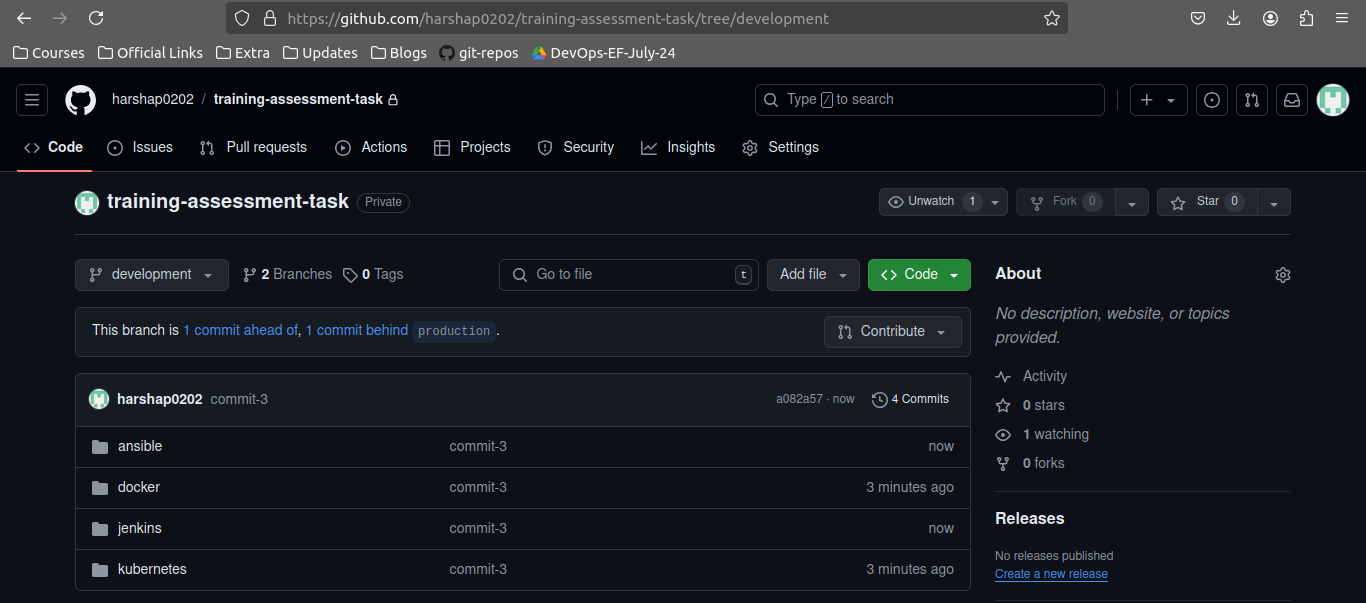 https://github.com/harshap0202/training-assessment-task/tree/development
Courses Official Links Extra Updates Blogs git-repos DevOps-EF-July-24
harshap0202 / training-assessment-task Type / to search
Code Issues Pull requests Actions Projects Security Insights Settings
training-assessment-task Private Unwatch 1 Fork 0 Star 0
development 2 Branches 0 Tags Go to file t Add file Code
About
This branch is 1 commit ahead of, 1 commit behind production . Contribute
No description, website, or topics
provided.
harshap0202 commit-3 a082a57 · now 4 Commits
ansible commit-3 now
docker commit-3 3 minutes ago
jenkins commit-3 now
kubernetes commit-3 3 minutes ago
Activity
0 stars
1 watching
0 forks
Releases
No releases published
Create a new release